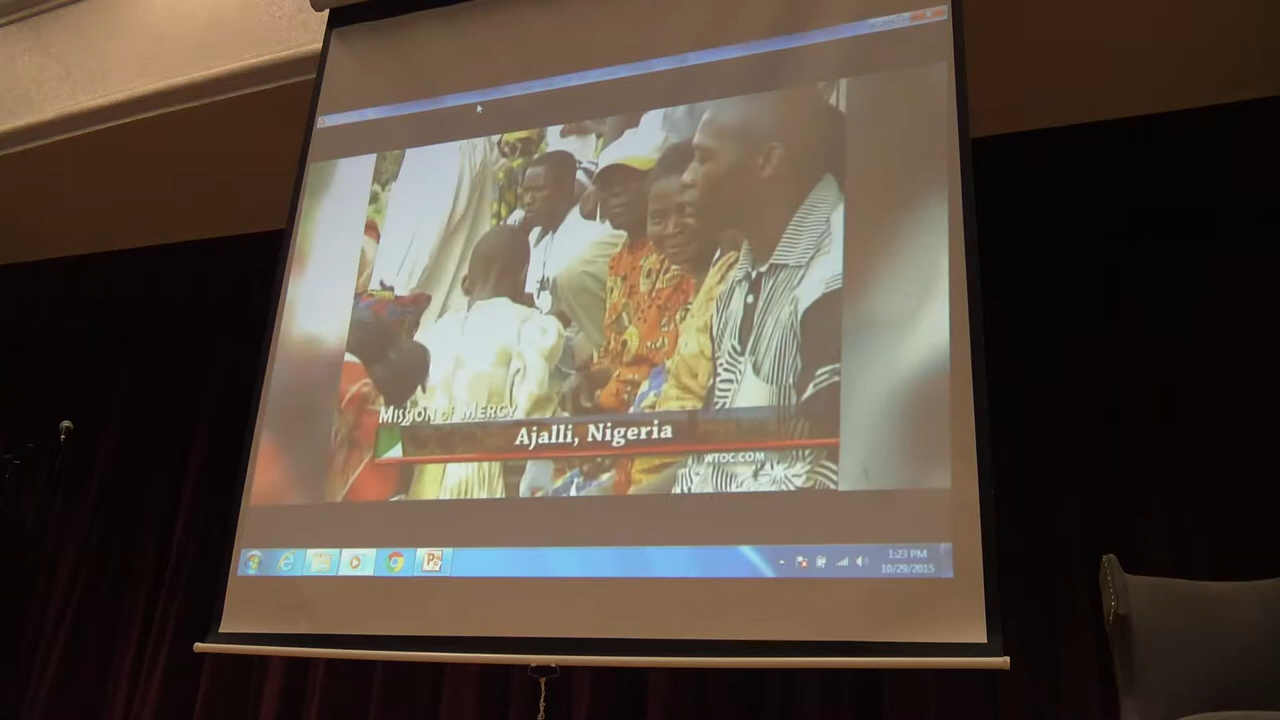 MISSION OF MERCY
Ajalli, Nigeria
WTOC.COM
1:23 PM
10/29/2015